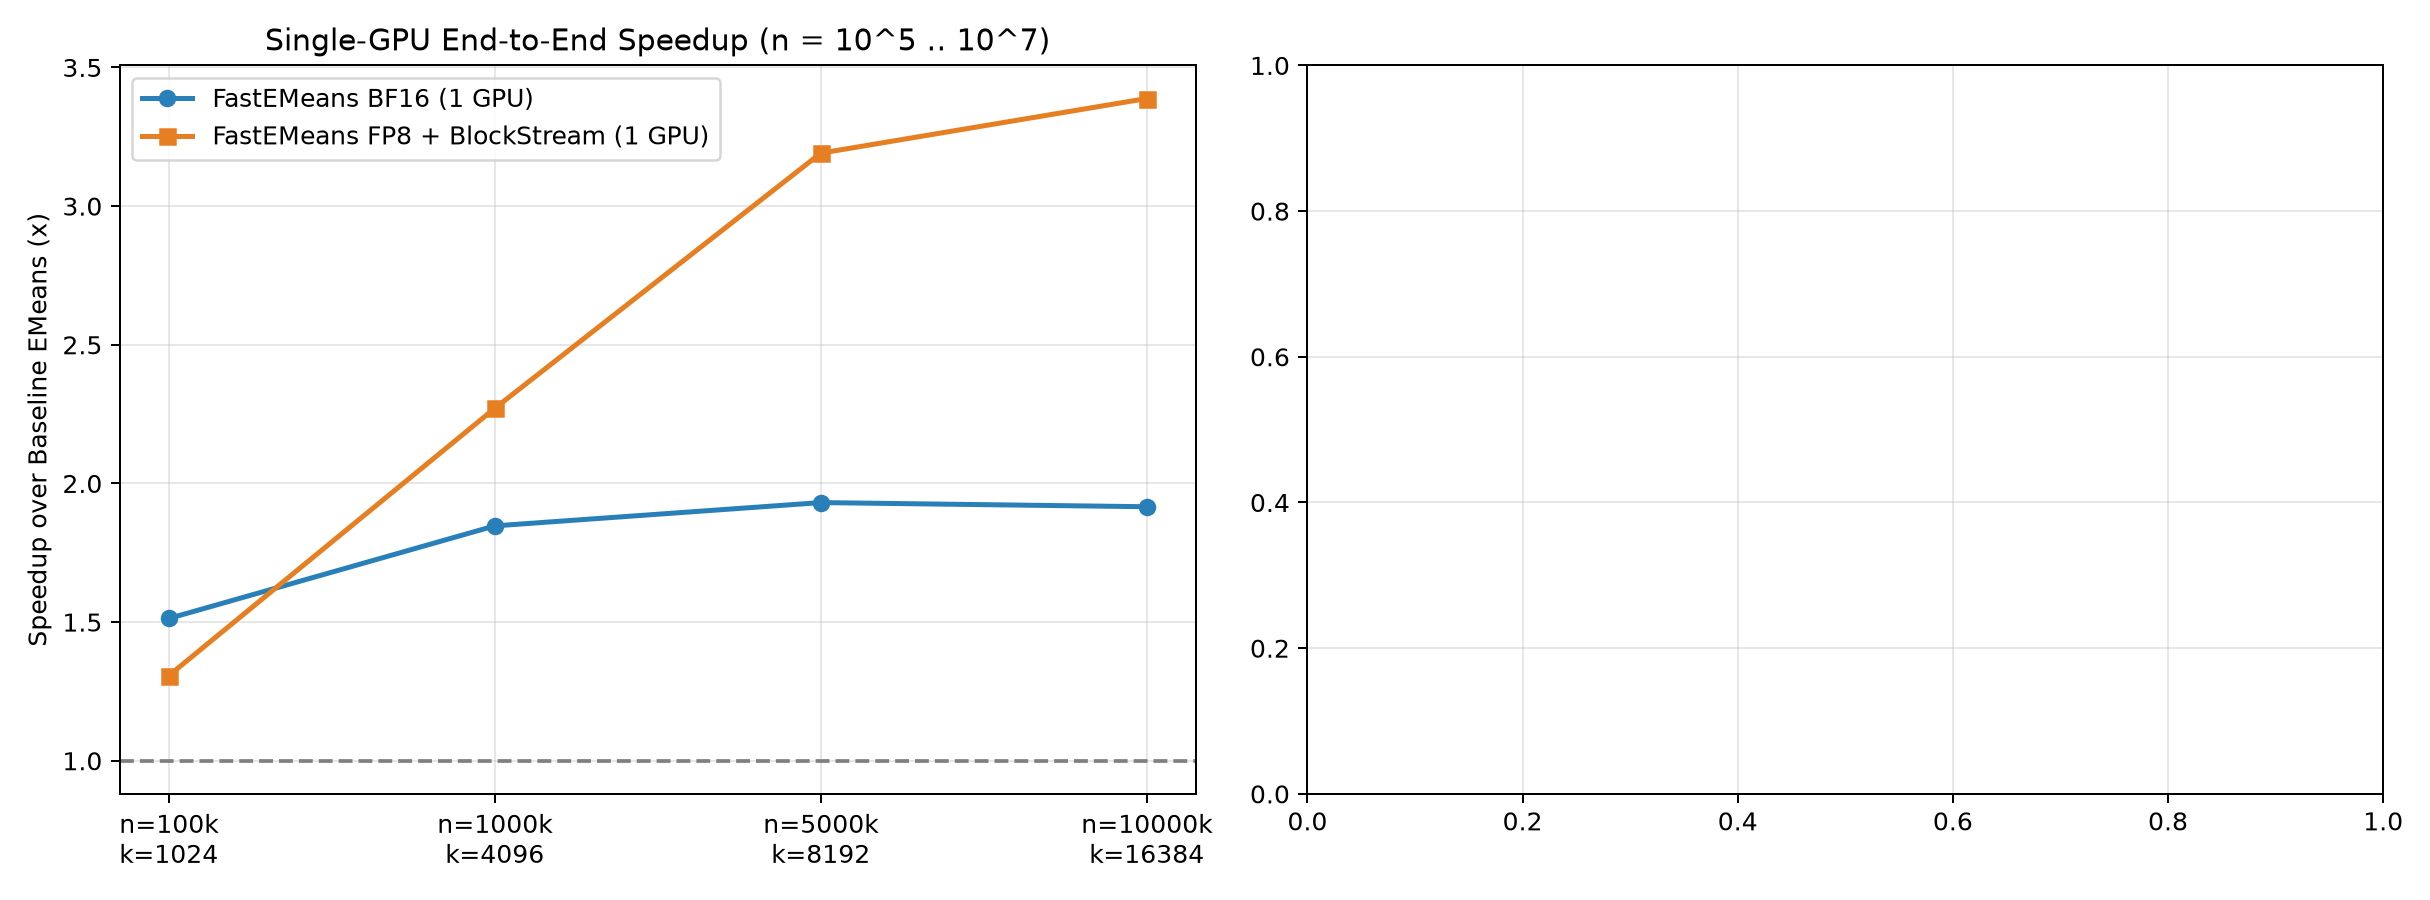 Single-GPU End-to-End Speedup (n = 10^5 .. 10^7)
FastEMeans BF16 (1 GPU)
FastEMeans FP8 + BlockStream (1 GPU)
Speedup over Baseline EMeans (x)
3.5
3.0
2.5
2.0
1.5
1.0
n=100k
k=1024
n=1000k
k=4096
n=5000k
k=8192
n=10000k
k=16384
1.0
0.8
0.6
0.4
0.2
0.0
0.0 0.2 0.4 0.6 0.8 1.0